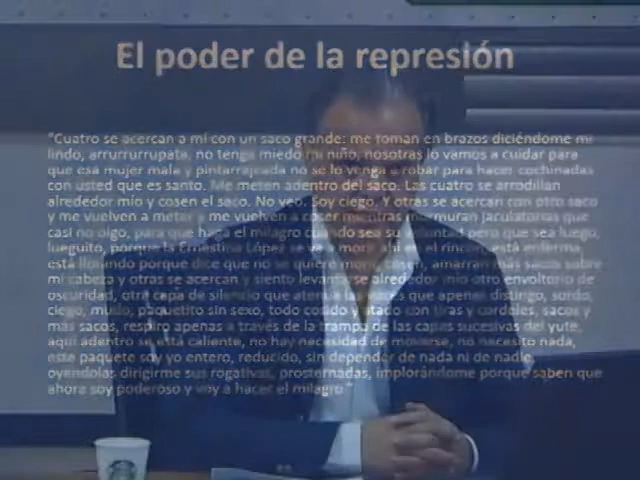 El poder de la represión
"Cuatro se acercan a mí con un saco grande: me toman en brazos diciéndome mi
lindo, arrurrurrupata, no tenga miedo mi niño, nosotras lo vamos a cuidar para
que esa mujer mala y pintarrajeada no se lo venga a robar para hacer cochinadas
con usted que es santo. Me meten adentro del saco. Las cuatro se arrodillan
alrededor mío y cosen el saco. No veo. Soy ciego. Y otras se acercan con otro saco
y me vuelven a meter y me vuelven a coser mientras murmuran jaculatorias que
casi no oigo, para que haga el milagro cuando sea su voluntad pero que sea luego,
lueguito, porque la Ernestina López se va a morir ahí en el rincón, está enferma,
está llorando porque dice que no se quiere morir, amarran más sacos sobre
mi cabeza y otras se acercan y siento levantarse alrededor mío otro envoltorio de
oscuridad, otra capa de silencio que atenúa las que apenas distingo, sordo,
ciego, mudo, paquetito sin sexo, todo cosido y atado con tiras y cordeles, sacos y
más sacos, respiro apenas a través de la trampa de las capas sucesivas del yute,
aquí adentro se está caliente, no hay necesidad de moverse, no necesito nada,
este paquete soy yo entero, reducido, sin depender de nada ni de nadie,
oyéndolas dirigirme sus rogativas, prosternadas, implorándome porque saben que
ahora soy poderoso y voy a hacer el milagro."